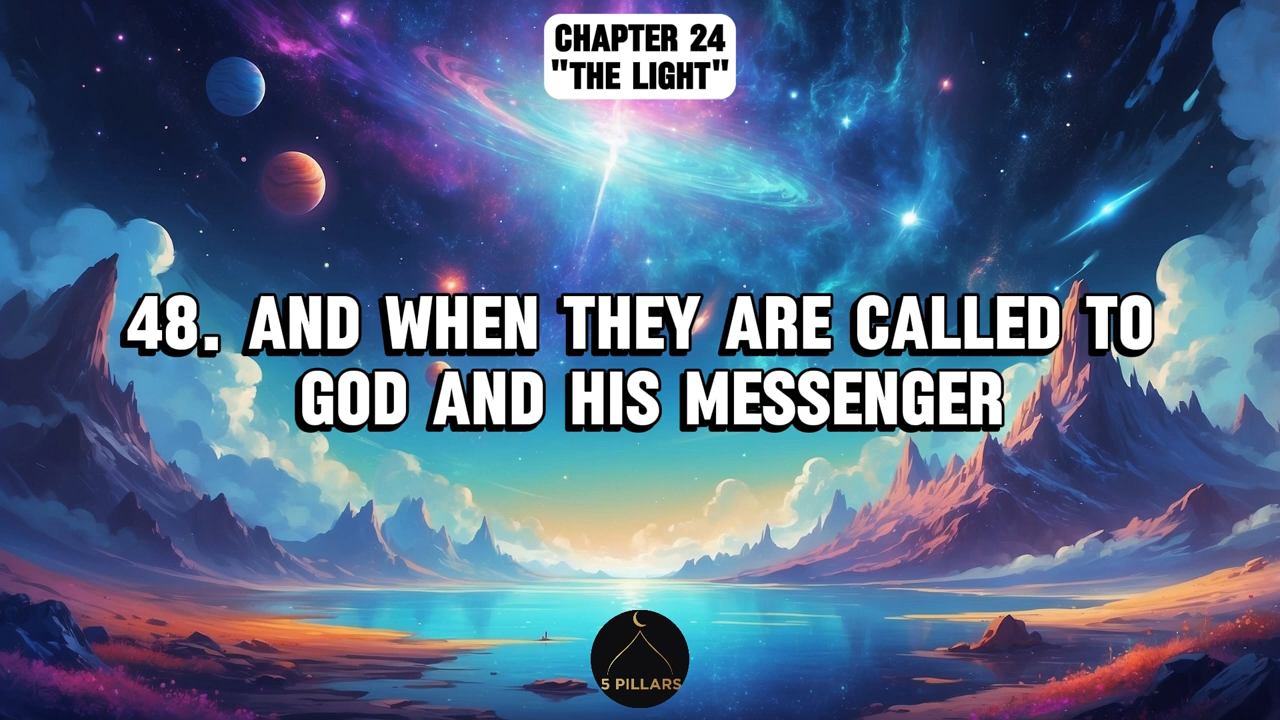 CHAPTER 24
"THE LIGHT"
48. AND WHEN THEY ARE CALLED TO
GOD AND HIS MESSENGER
5 PILLARS